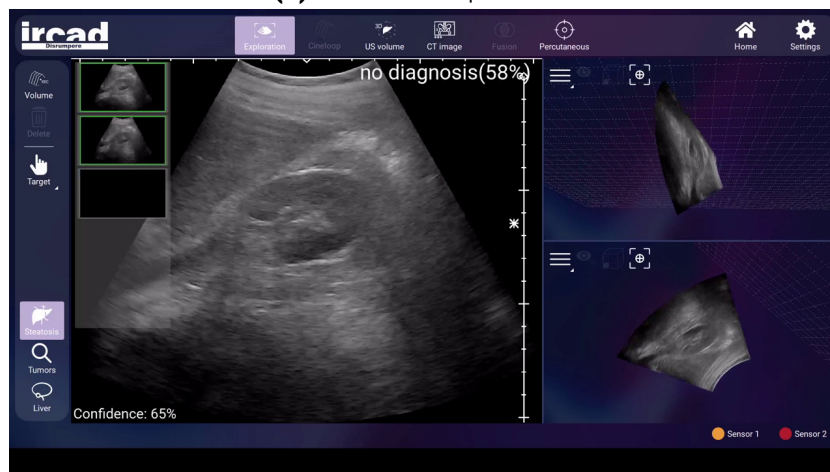 ircad
Disrumpere
Exploration
Cineloop
3D
US volume
CT image
Fusion
Percutaneous
Home
Settings
Volume
Delete
Target
no diagnosis(58%)
Steatosis
Tumors
Liver
Confidence: 65%
Sensor 1
Sensor 2